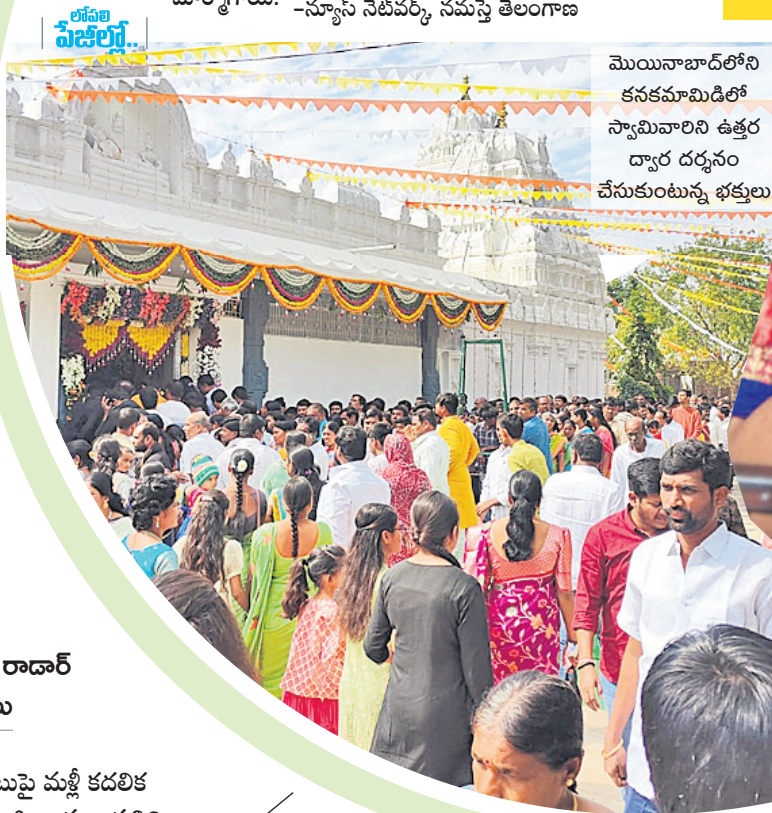 –న్యూస్ నెట్‌వర్క్, నమస్తే తెలంగాణ
లోపలి
పేజీల్లో..
మొయినాబాద్‌లోని
కనకమామిడిలో
స్వామివారిని ఉత్తర
ద్వార దర్శనం
చేసుకుంటున్న భక్తులు
రాడార్
మళ్లీ కదలిక